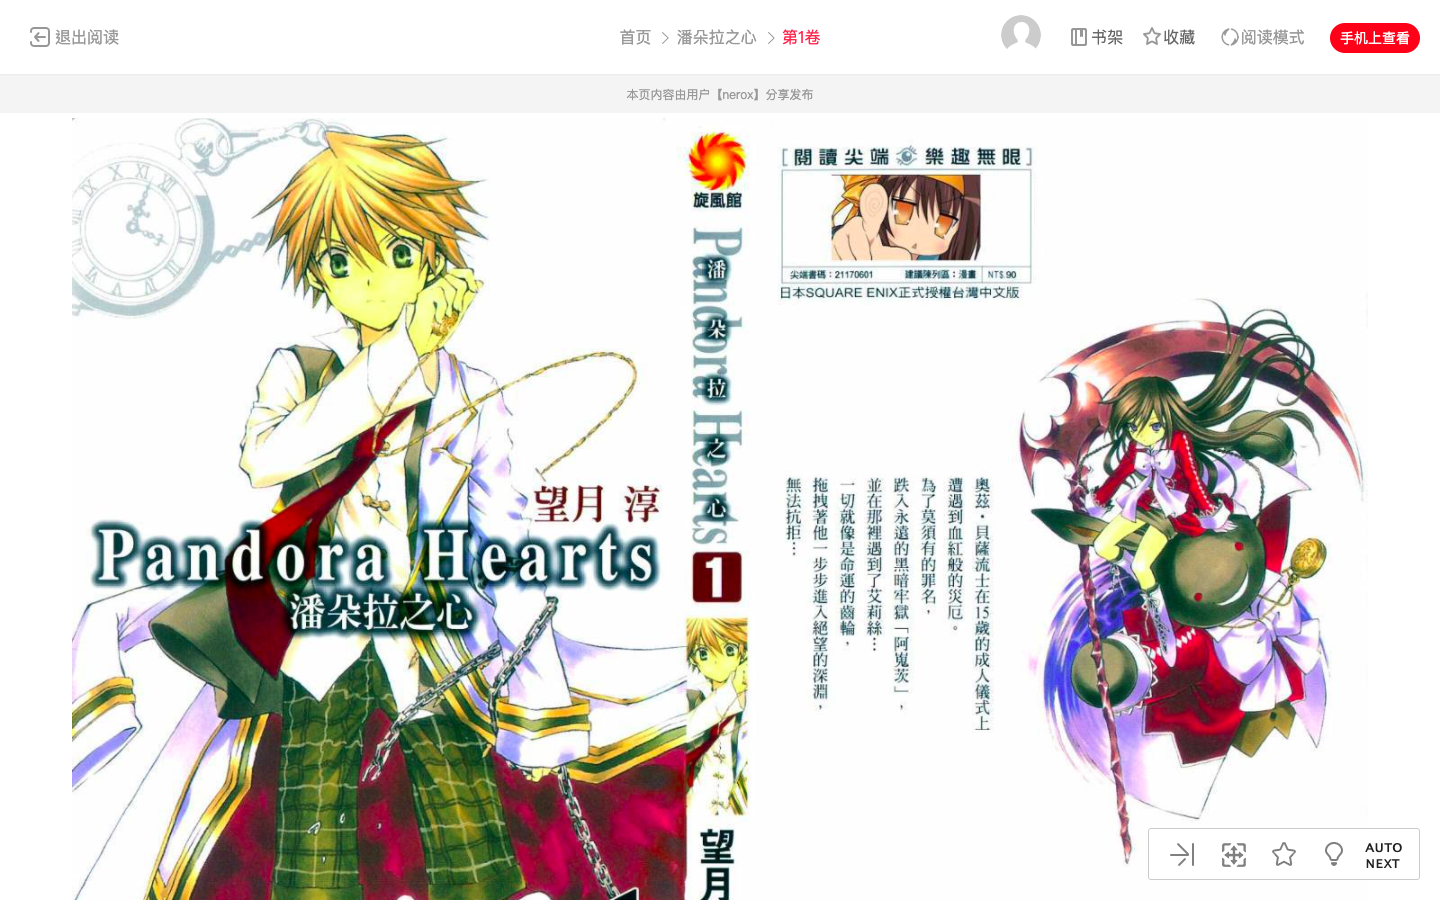 退出阅读
首页
潘朵拉之心
第1卷
书架
收藏
阅读模式
手机上查看
本页内容由用户【nerox】分享发布
望月 淳
Pandora Hearts
潘朵拉之心
旋風館
Pandora Hearts
潘朵拉之心
1
望月
[閱讀尖端 樂趣無限]
尖端書碼：21170601
建議陳列區：漫畫
NT$.90
日本SQUARE ENIX正式授權台灣中文版
奧茲・貝薩流士在15歲的成人儀式上
遭遇到血紅般的災厄。
為了莫須有的罪名，
跌入永遠的黑暗牢獄「阿嵬茨」，
並在那裡遇到了艾莉絲…
一切就像是命運的齒輪，
拖拽著他一步步進入絕望的深淵，
無法抗拒…
AUTO
NEXT